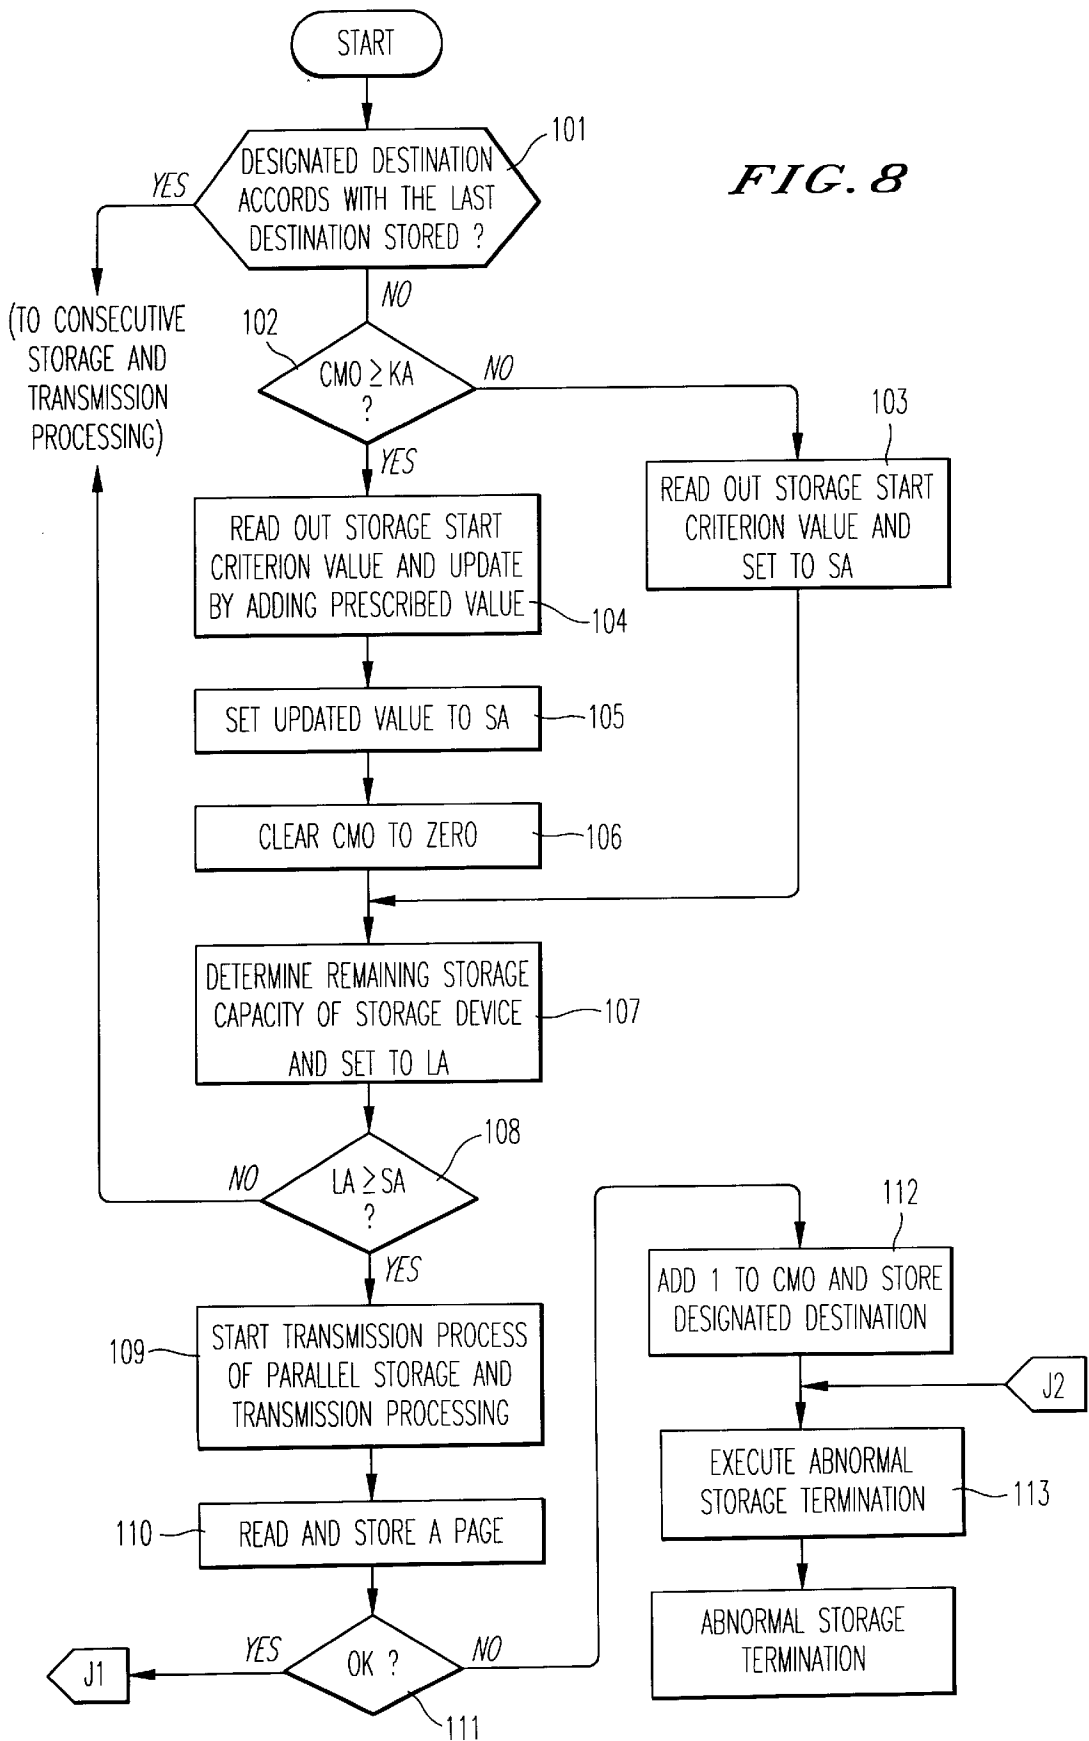 START
101
FIG. 8
DESIGNATED DESTINATION
ACCORDS WITH THE LAST
DESTINATION STORED ?
YES
NO
(TO CONSECUTIVE
STORAGE AND
TRANSMISSION
PROCESSING)
102
CMO ≥ KA
?
NO
YES
103
READ OUT STORAGE START
CRITERION VALUE AND
SET TO SA
READ OUT STORAGE START
CRITERION VALUE AND UPDATE
BY ADDING PRESCRIBED VALUE
104
SET UPDATED VALUE TO SA
105
CLEAR CMO TO ZERO
106
DETERMINE REMAINING STORAGE
CAPACITY OF STORAGE DEVICE
AND SET TO LA
107
108
LA ≥ SA
?
NO
YES
109
START TRANSMISSION PROCESS
OF PARALLEL STORAGE AND
TRANSMISSION PROCESSING
110
READ AND STORE A PAGE
OK ?
YES
NO
J1
111
112
ADD 1 TO CMO AND STORE
DESIGNATED DESTINATION
J2
EXECUTE ABNORMAL
STORAGE TERMINATION
113
ABNORMAL STORAGE
TERMINATION